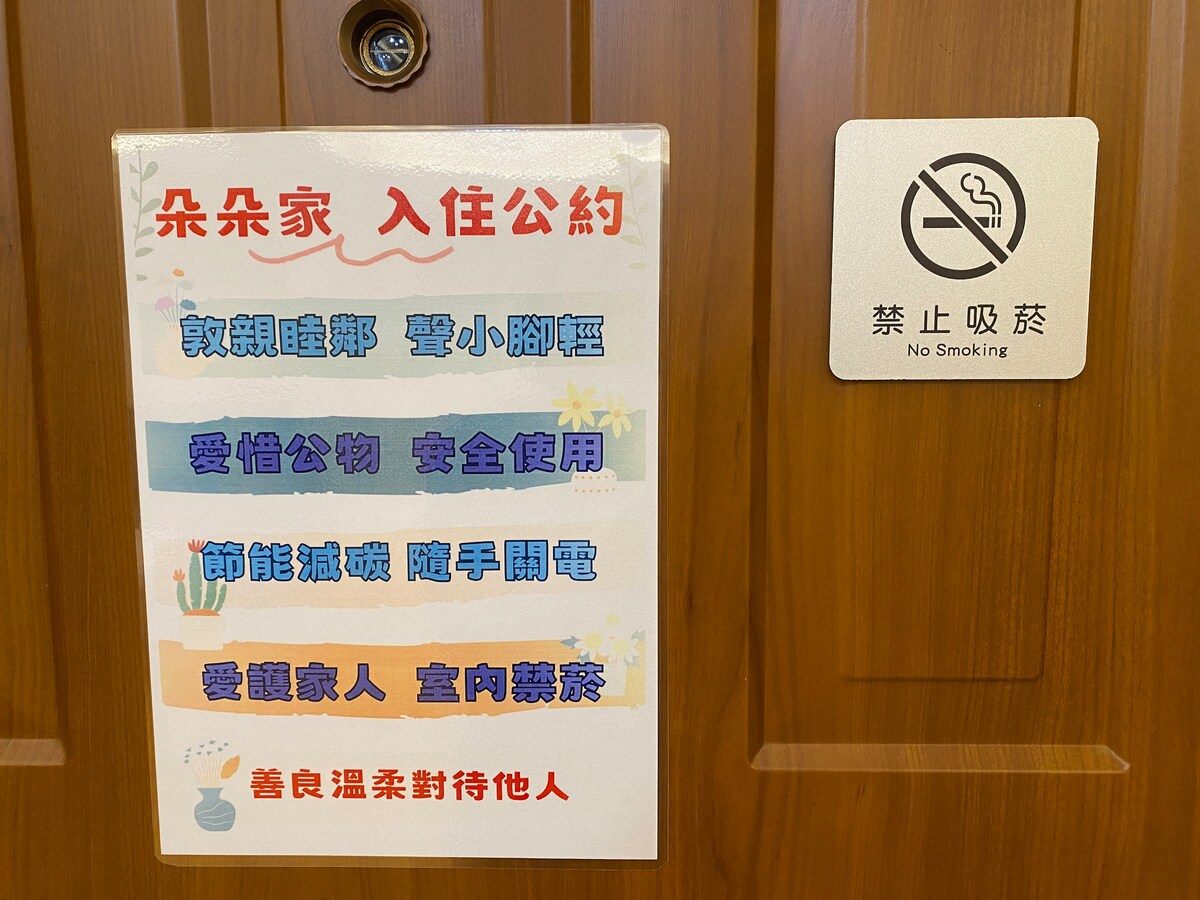 朵朵家 入住公約
敦親睦鄰 聲小腳輕
愛惜公物 安全使用
節能減碳 隨手關電
愛護家人 室內禁菸
善良溫柔對待他人
禁止吸菸
No Smoking